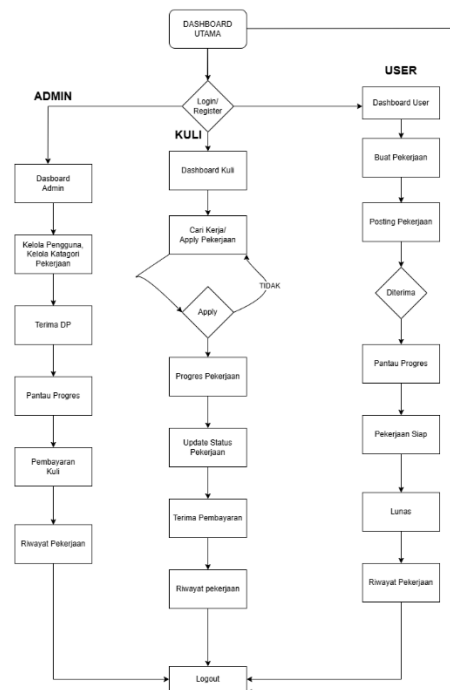 DASHBOARD
UTAMA
USER
ADMIN
Login/
Register
Dashboard User
KULI
Dasboard
Admin
Dashboard Kuli
Buat Pekerjaan
Kelola Pengguna,
Kelola Katagori
Pekerjaan
Cari Kerja/
Apply Pekerjaan
Posting Pekerjaan
TIDAK
Diterima
Terima DP
Apply
Pantau Progres
Progres Pekerjaan
Pantau Progres
Pekerjaan Siap
Update Status
Pekerjaan
Pembayaran
Kuli
Terima Pembayaran
Lunas
Riwayat Pekerjaan
Riwayat pekerjaan
Riwayat Pekerjaan
Logout